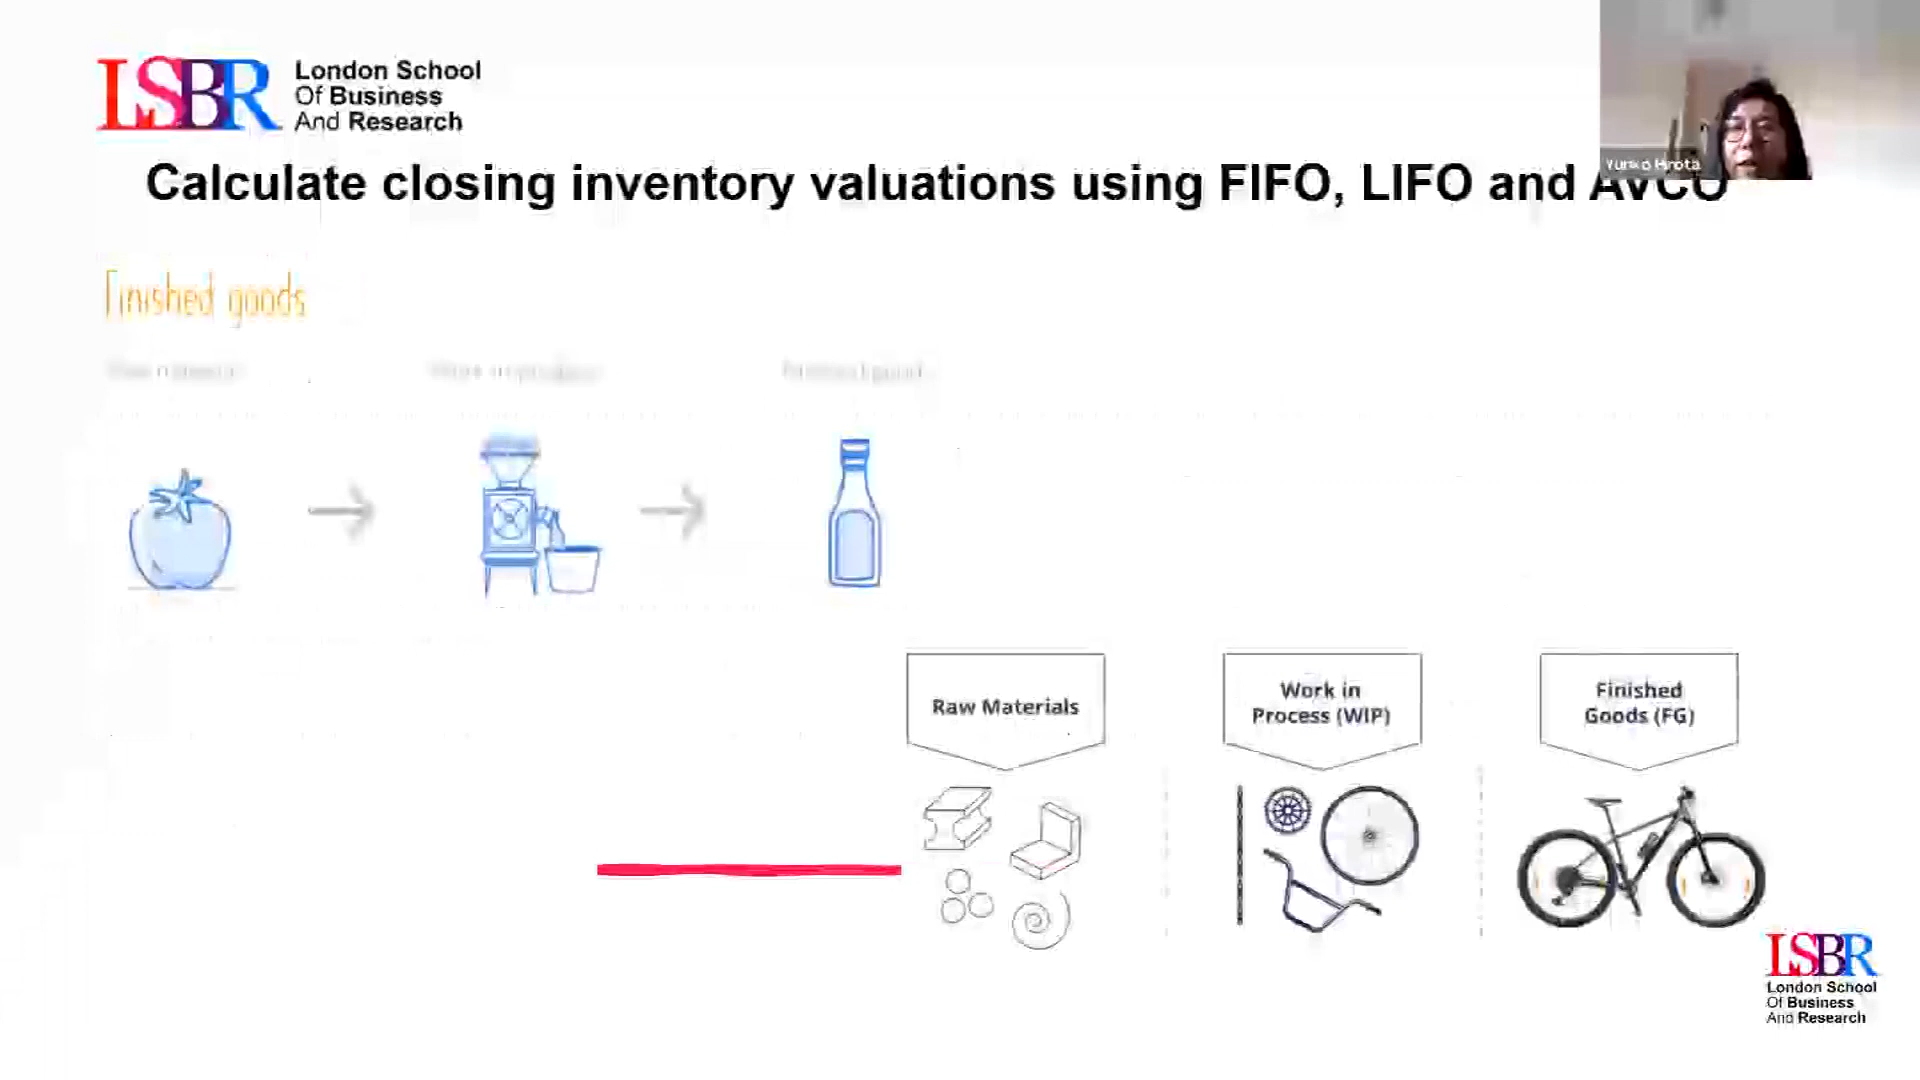 LSBR
London School
Of Business
And Research
Calculate closing inventory valuations using FIFO, LIFO and AVCO
Yuriko Hirota
Finished goods
Raw Materials
Work in
Process (WIP)
Finished
Goods (FG)
LSBR
London School
Of Business
And Research